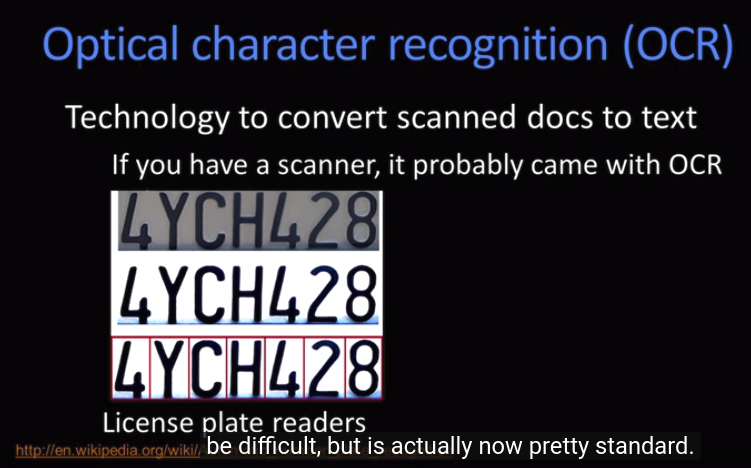 Optical character recognition (OCR)
Technology to convert scanned docs to text
If you have a scanner, it probably came with OCR
4YCH428
4YCH428
4YCH428
License plate readers
http://en.wikipedia.org/wiki/
be difficult, but is actually now pretty standard.